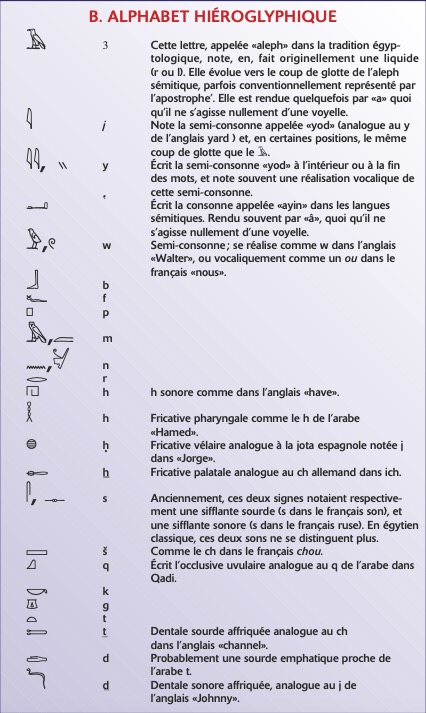 B. ALPHABET HIÉROGLYPHIQUE
3 Cette lettre, appelée «aleph» dans la tradition égyp-
tologique, note, en, fait originellement une liquide
(r ou l). Elle évolue vers le coup de glotte de l'aleph
sémitique, parfois conventionnellement représenté par
l'apostrophe'. Elle est rendue quelquefois par «a» quoi
qu'il ne s'agisse nullement d'une voyelle.
j Note la semi-consonne appelée «yod» (analogue au y
de l'anglais yard ) et, en certaines positions, le même
coup de glotte que le 𓄿.
, y Écrit la semi-consonne «yod» à l'intérieur ou à la fin
des mots, et note souvent une réalisation vocalique de
cette semi-consonne.
‘ Écrit la consonne appelée «ayin» dans les langues
sémitiques. Rendu souvent par «â», quoi qu'il ne
s'agisse nullement d'une voyelle.
, w Semi-consonne ; se réalise comme w dans l'anglais
«Walter», ou vocaliquement comme un ou dans le
français «nous».
b
f
p
, m
, n
r
h h sonore comme dans l'anglais «have».
h Fricative pharyngale comme le h de l'arabe
«Hamed».
ḥ Fricative vélaire analogue à la jota espagnole notée j
dans «Jorge».
ẖ Fricative palatale analogue au ch allemand dans ich.
, s Anciennement, ces deux signes notaient respective-
ment une sifflante sourde (s dans le français son), et
une sifflante sonore (s dans le français ruse). En égytien
classique, ces deux sons ne se distinguent plus.
š Comme le ch dans le français chou.
q Écrit l'occlusive uvulaire analogue au q de l'arabe dans
Qadi.
k
g
t
ṯ Dentale sourde affriquée analogue au ch
dans l'anglais «channel».
d Probablement une sourde emphatique proche de
l'arabe t.
ḏ Dentale sonore affriquée, analogue au j de
l'anglais «Johnny».